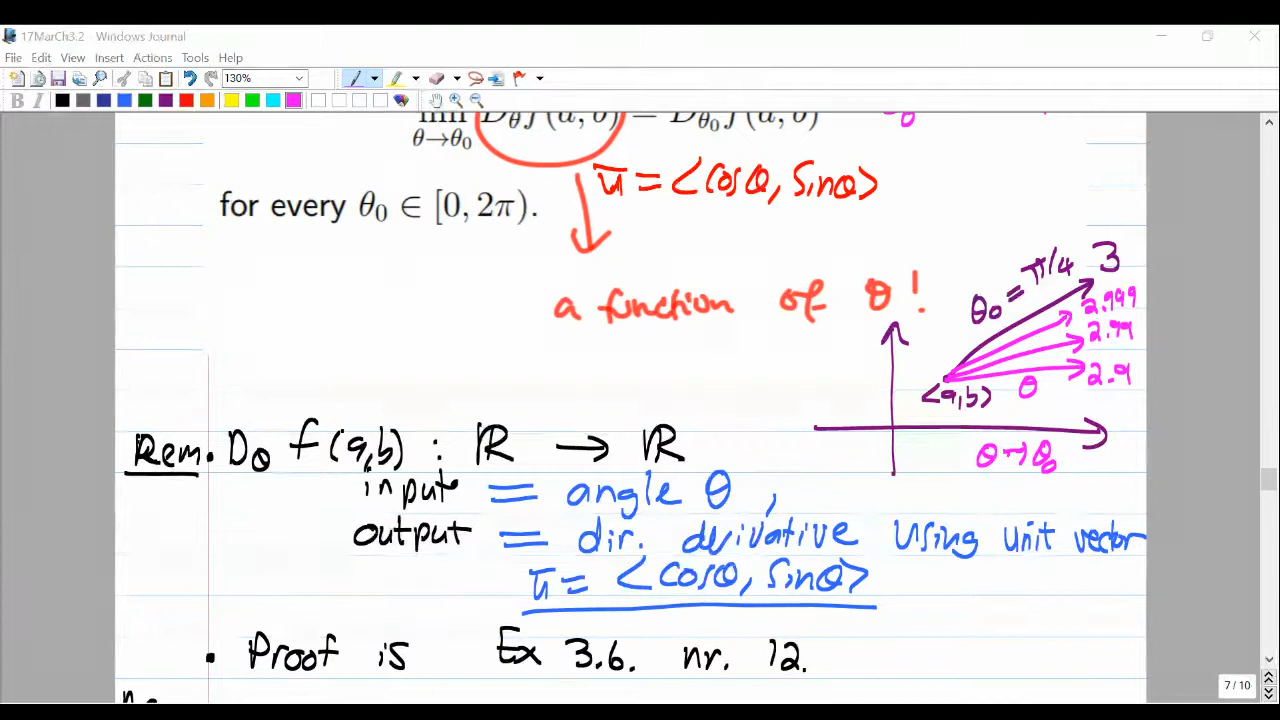 17MarCh3.2 - Windows Journal
File Edit View Insert Actions Tools Help
130%
B I
lim D_θ f(a, b) = D_θ₀ f(a, b)
θ→θ₀
ū = <cosθ, sinθ>
for every θ₀ ∈ [0, 2π).
a function of θ!
θ₀ = π/4 3
2.999
2.99
2.9
<a,b> θ
θ→θ₀
Rem. D_θ f(a,b) : ℝ → ℝ
input = angle θ,
output = dir. derivative using unit vector
ū = <cosθ, sinθ>
• Proof is Ex 3.6. nr. 12.
7 / 10